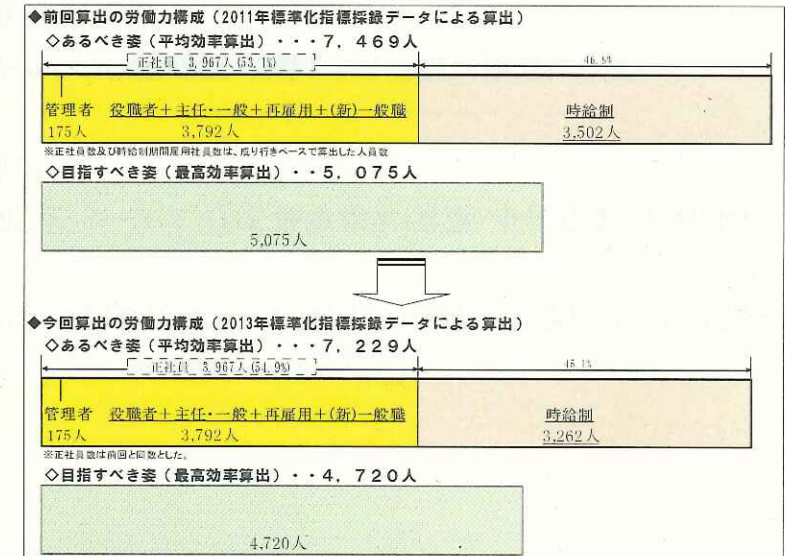 ◆前回算出の労働力構成（2011年標準化指標採録データによる算出）
◇あるべき姿（平均効率算出）・・・7，469人
正社員 3,967人(53.1%)
46.9%
管理者 役職者＋主任・一般＋再雇用＋(新)一般職 時給制
175人 3,792人 3,502人
※正社員数及び時給制期間雇用社員数は、成り行きベースで算出した人員数
◇目指すべき姿（最高効率算出）・・5，075人
5,075人
◆今回算出の労働力構成（2013年標準化指標採録データによる算出）
◇あるべき姿（平均効率算出）・・・7，229人
正社員 3,967人(54.9%)
45.1%
管理者 役職者＋主任・一般＋再雇用＋(新)一般職 時給制
175人 3,792人 3,262人
※正社員数は前回と同数とした。
◇目指すべき姿（最高効率算出）・・4，720人
4,720人